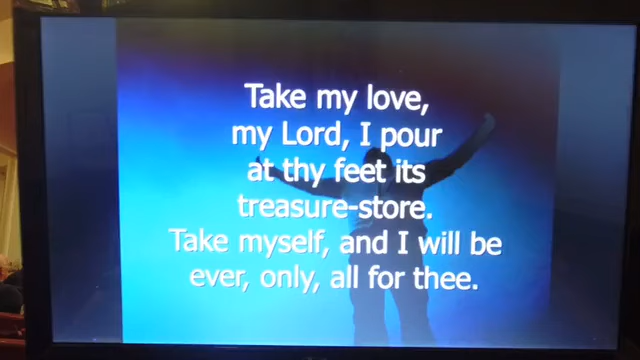 Take my love,
my Lord, I pour
at thy feet its
treasure-store.
Take myself, and I will be
ever, only, all for thee.